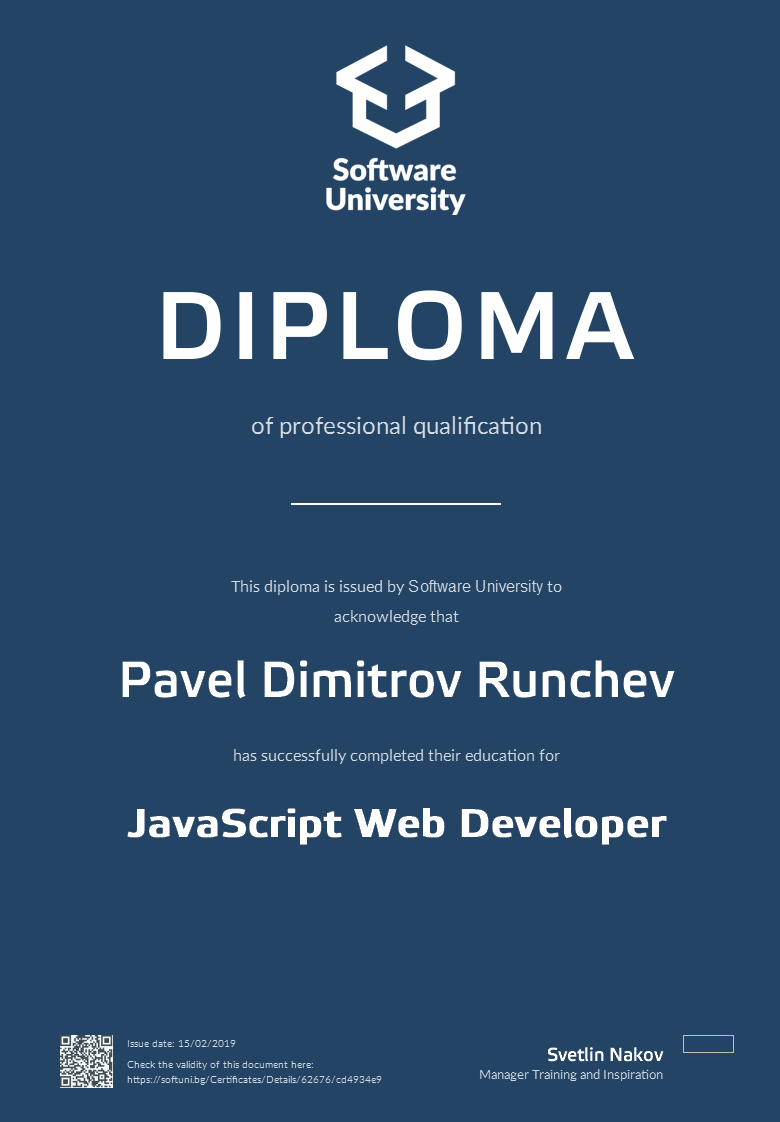 Software
University
DIPLOMA
of professional qualification
This diploma is issued by Software University to
acknowledge that
Pavel Dimitrov Runchev
has successfully completed their education for
JavaScript Web Developer
Issue date: 15/02/2019
Check the validity of this document here:
https://softuni.bg/Certificates/Details/62676/cd4934e9
Svetlin Nakov
Manager Training and Inspiration